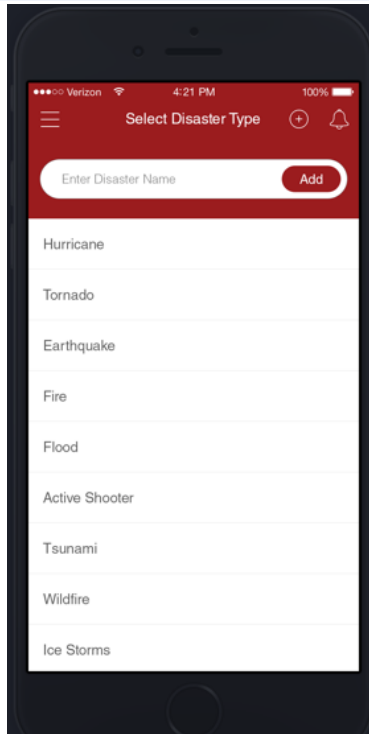 Verizon 4:21 PM 100%
Select Disaster Type
Enter Disaster Name Add
Hurricane
Tornado
Earthquake
Fire
Flood
Active Shooter
Tsunami
Wildfire
Ice Storms